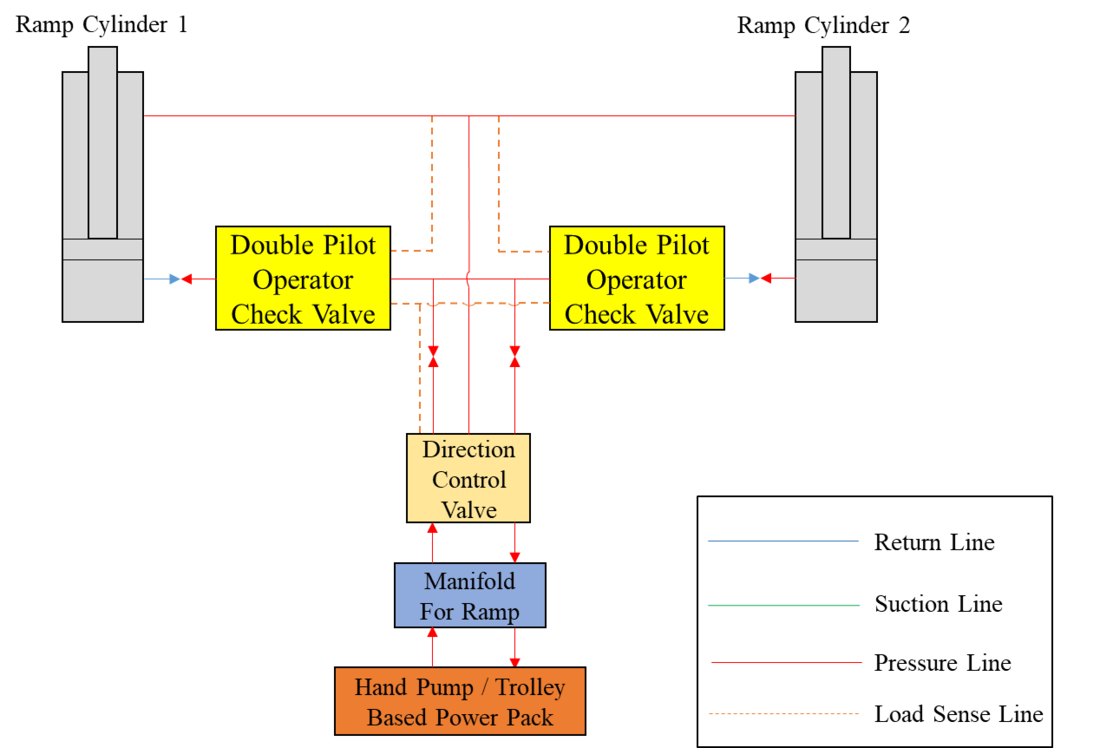 Ramp Cylinder 1
Ramp Cylinder 2
Double Pilot
Operator
Check Valve
Double Pilot
Operator
Check Valve
Direction
Control
Valve
Manifold
For Ramp
Hand Pump / Trolley
Based Power Pack
Return Line
Suction Line
Pressure Line
Load Sense Line